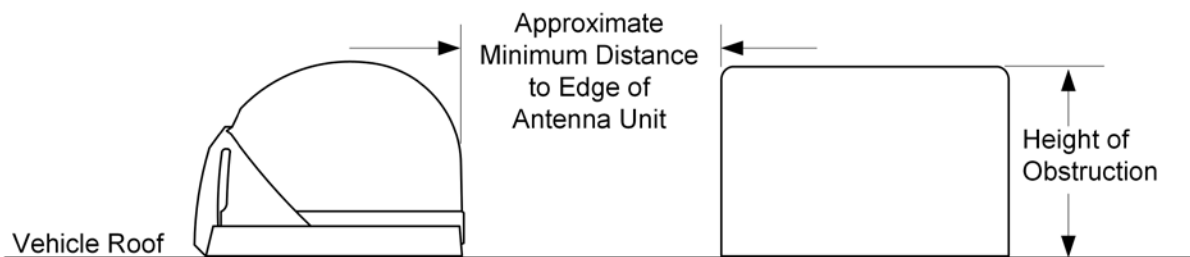 Approximate
Minimum Distance
to Edge of
Antenna Unit
Height of
Obstruction
Vehicle Roof